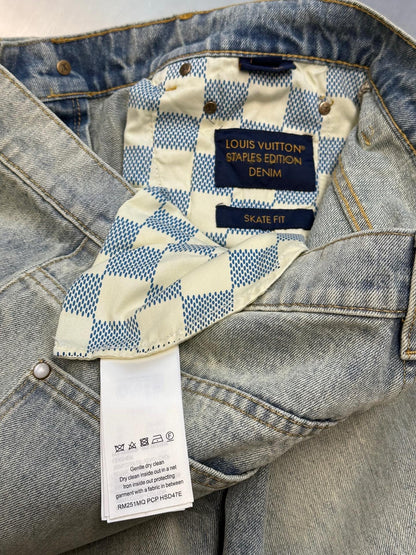 LOUIS VUITTON®
STAPLES EDITION
DENIM
SKATE FIT
Gentle dry clean
Dry clean inside out in a net
Iron inside out protecting
garment with a fabric in between
RM251MQ PCP HSD47E